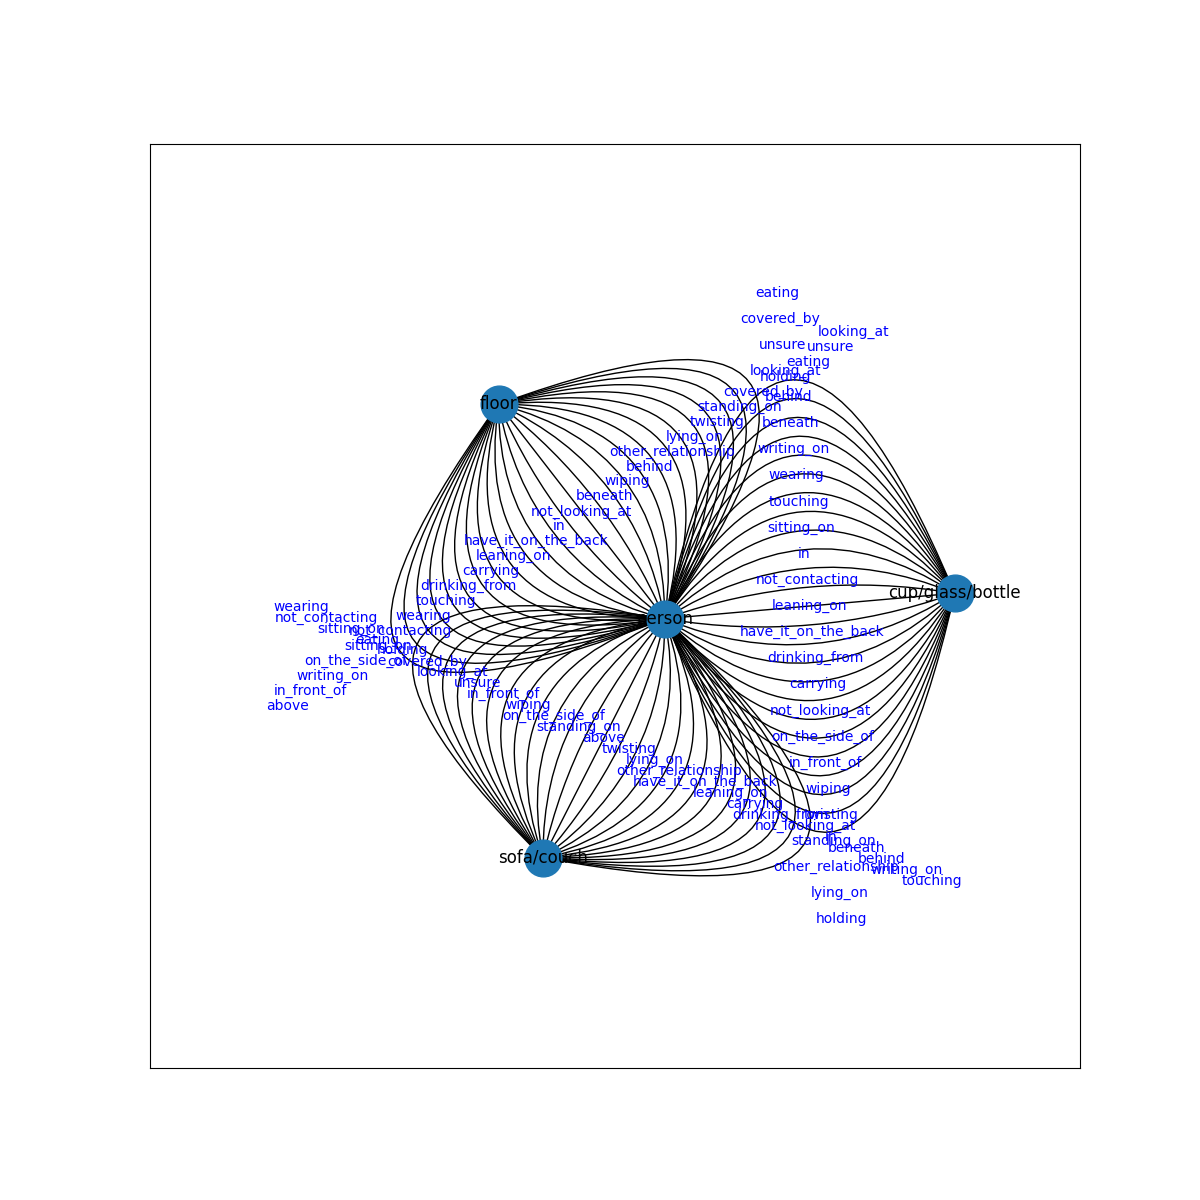 eating
covered_by
looking_at
unsure
unsure
eating
looking_at
holding
covered_by
behind
floor
standing_on
twisting
beneath
lying_on
writing_on
other_relationship
behind
wearing
wiping
beneath
touching
not_looking_at
in
sitting_on
have_it_on_the_back
leaning_on
in
carrying
not_contacting
drinking_from
cup/glass/bottle
touching
leaning_on
wearing
wearing
not_contacting
person
sitting_on
not_contacting
have_it_on_the_back
eating
sitting_on
holding
drinking_from
on_the_side_of
covered_by
looking_at
writing_on
unsure
carrying
in_front_of
in_front_of
above
wiping
not_looking_at
on_the_side_of
standing_on
above
on_the_side_of
twisting
lying_on
in_front_of
other_relationship
have_it_on_the_back
wiping
leaning_on
carrying
drinking_from
twisting
not_looking_at
in
standing_on
beneath
sofa/couch
behind
other_relationship
writing_on
touching
lying_on
holding